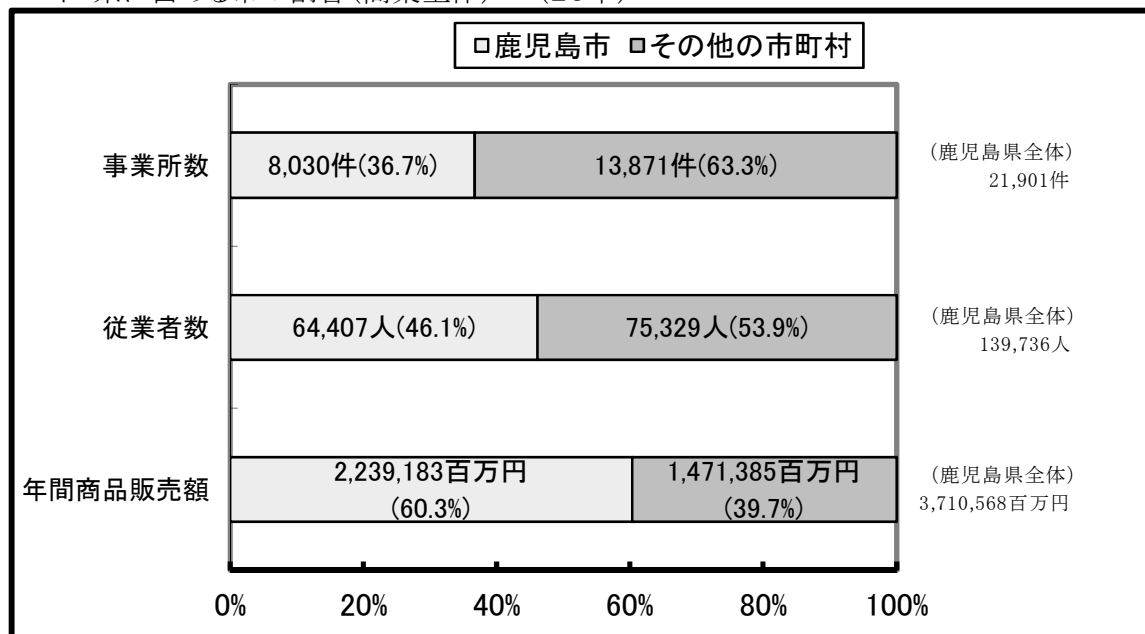 □鹿児島市 ■その他の市町村
事業所数
8,030件(36.7%)
13,871件(63.3%)
(鹿児島県全体)
21,901件
従業者数
64,407人(46.1%)
75,329人(53.9%)
(鹿児島県全体)
139,736人
年間商品販売額
2,239,183百万円
(60.3%)
1,471,385百万円
(39.7%)
(鹿児島県全体)
3,710,568百万円
0% 20% 40% 60% 80% 100%